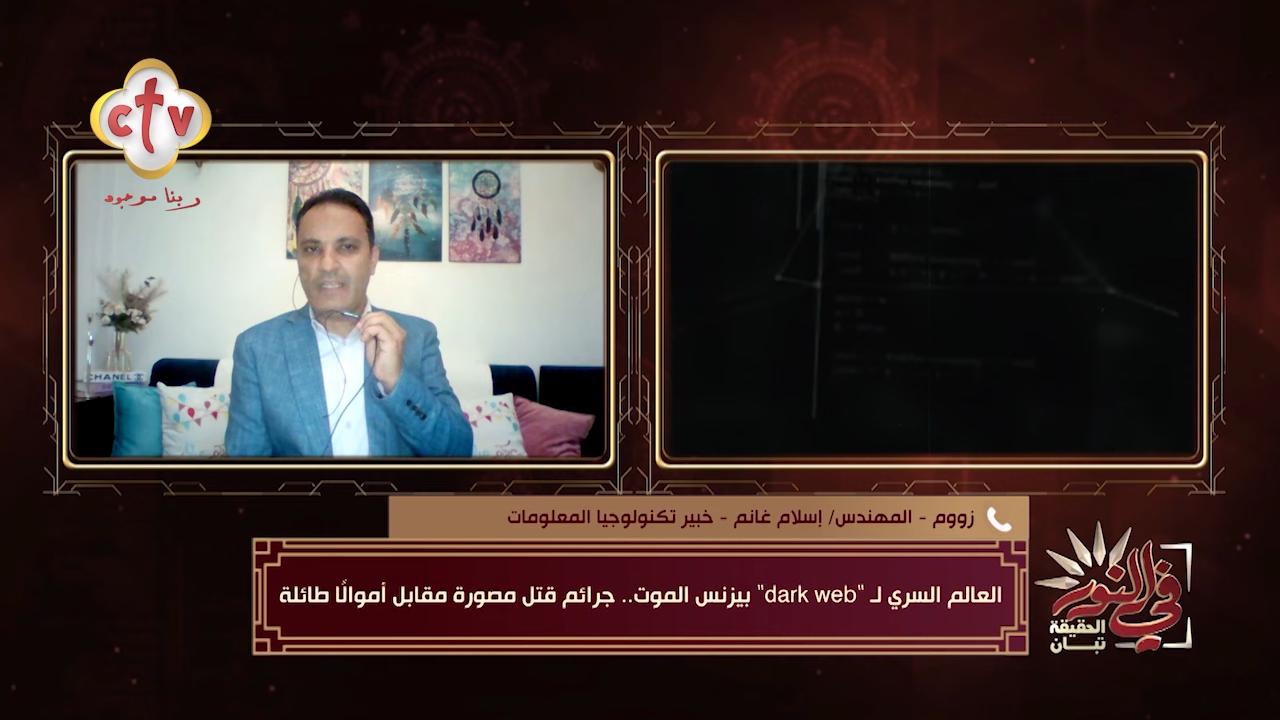 ctv
ربنا موجود
CHANEL
زووم - المهندس/ إسلام غانم - خبير تكنولوجيا المعلومات
العالم السري لـ "dark web" بيزنس الموت.. جرائم قتل مصورة مقابل أموالًا طائلة
في النور
الحقيقة
تبان